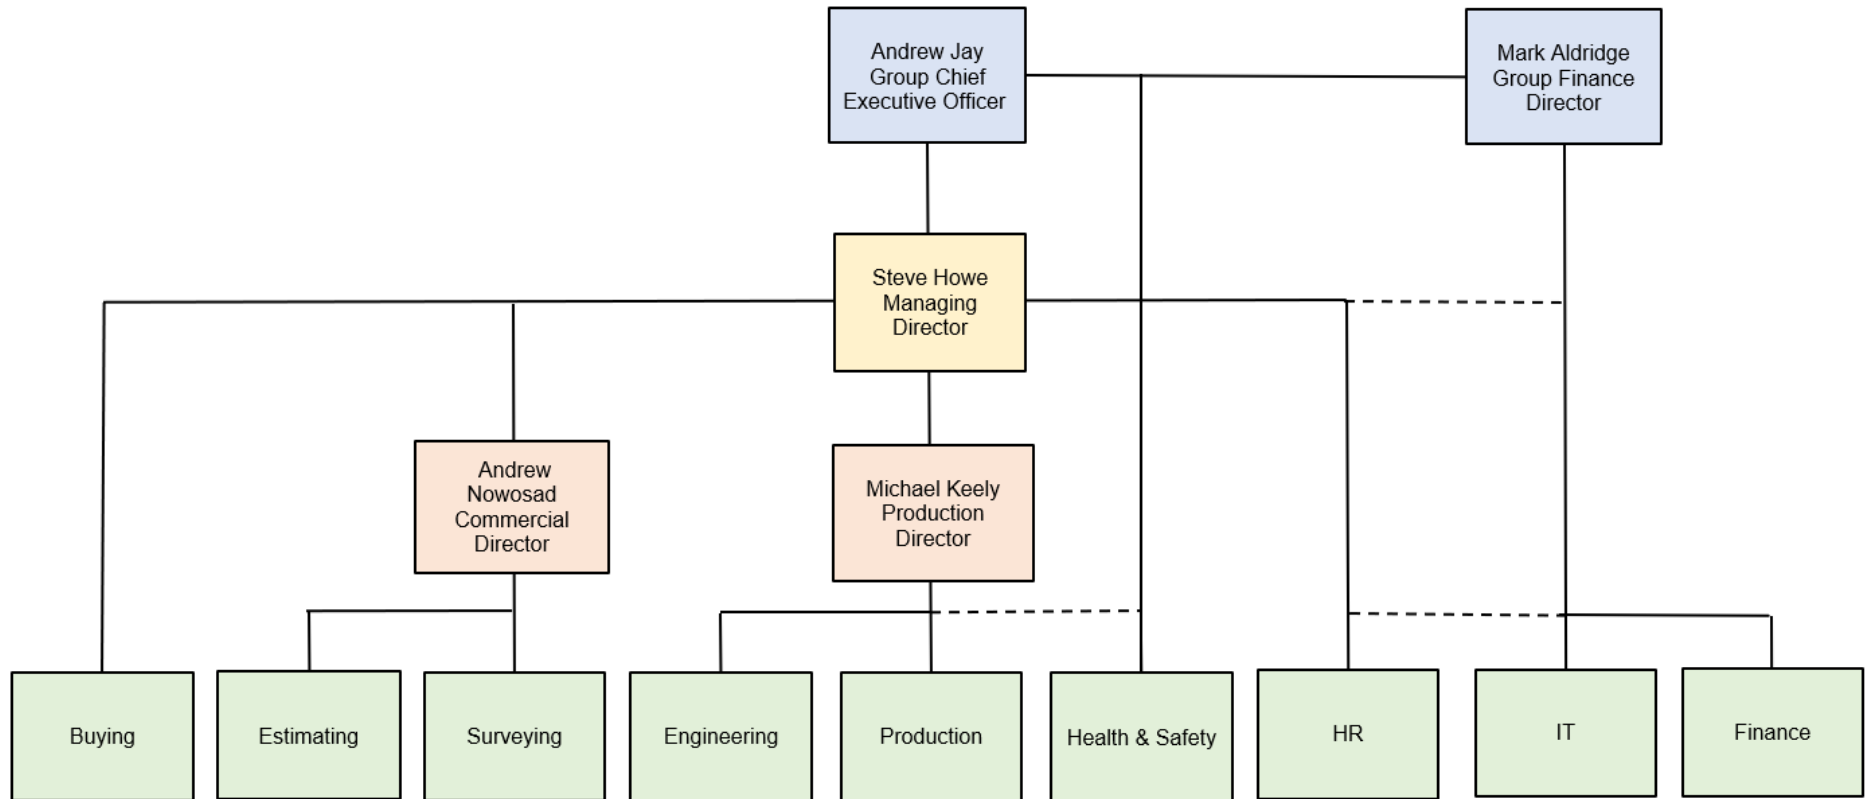 Andrew Jay
Group Chief
Executive Officer
Mark Aldridge
Group Finance
Director
Steve Howe
Managing
Director
Andrew
Nowosad
Commercial
Director
Michael Keely
Production
Director
Buying
Estimating
Surveying
Engineering
Production
Health & Safety
HR
IT
Finance